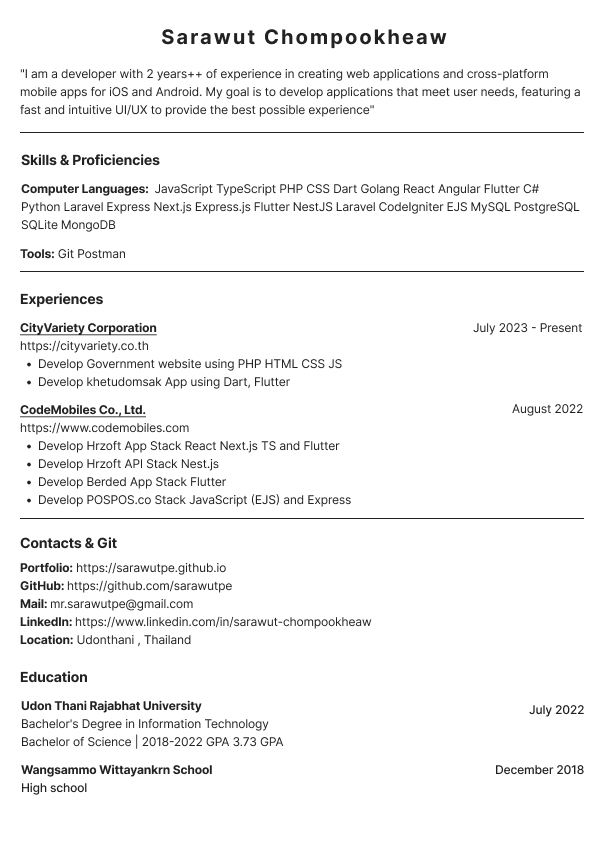 Sarawut Chompookheaw
"I am a developer with 2 years++ of experience in creating web applications and cross-platform
mobile apps for iOS and Android. My goal is to develop applications that meet user needs, featuring a
fast and intuitive UI/UX to provide the best possible experience"
Skills & Proficiencies
Computer Languages: JavaScript TypeScript PHP CSS Dart Golang React Angular Flutter C#
Python Laravel Express Next.js Express.js Flutter NestJS Laravel CodeIgniter EJS MySQL PostgreSQL
SQLite MongoDB
Tools: Git Postman
Experiences
CityVariety Corporation July 2023 - Present
https://cityvariety.co.th
• Develop Government website using PHP HTML CSS JS
• Develop khetudomsak App using Dart, Flutter
CodeMobiles Co., Ltd. August 2022
https://www.codemobiles.com
• Develop Hrzoft App Stack React Next.js TS and Flutter
• Develop Hrzoft API Stack Nest.js
• Develop Berded App Stack Flutter
• Develop POSPOS.co Stack JavaScript (EJS) and Express
Contacts & Git
Portfolio: https://sarawutpe.github.io
GitHub: https://github.com/sarawutpe
Mail: mr.sarawutpe@gmail.com
LinkedIn: https://www.linkedin.com/in/sarawut-chompookheaw
Location: Udonthani , Thailand
Education
Udon Thani Rajabhat University July 2022
Bachelor's Degree in Information Technology
Bachelor of Science | 2018-2022 GPA 3.73 GPA
Wangsammo Wittayankrn School December 2018
High school